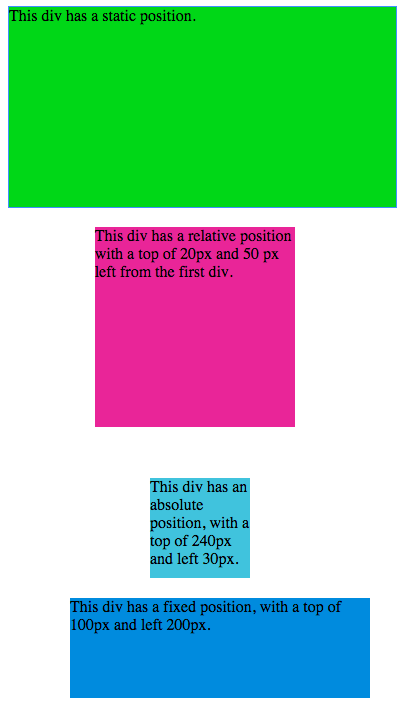 This div has a static position.
This div has a relative position
with a top of 20px and 50 px
left from the first div.
This div has an
absolute
position, with a
top of 240px
and left 30px.
This div has a fixed position, with a top of
100px and left 200px.